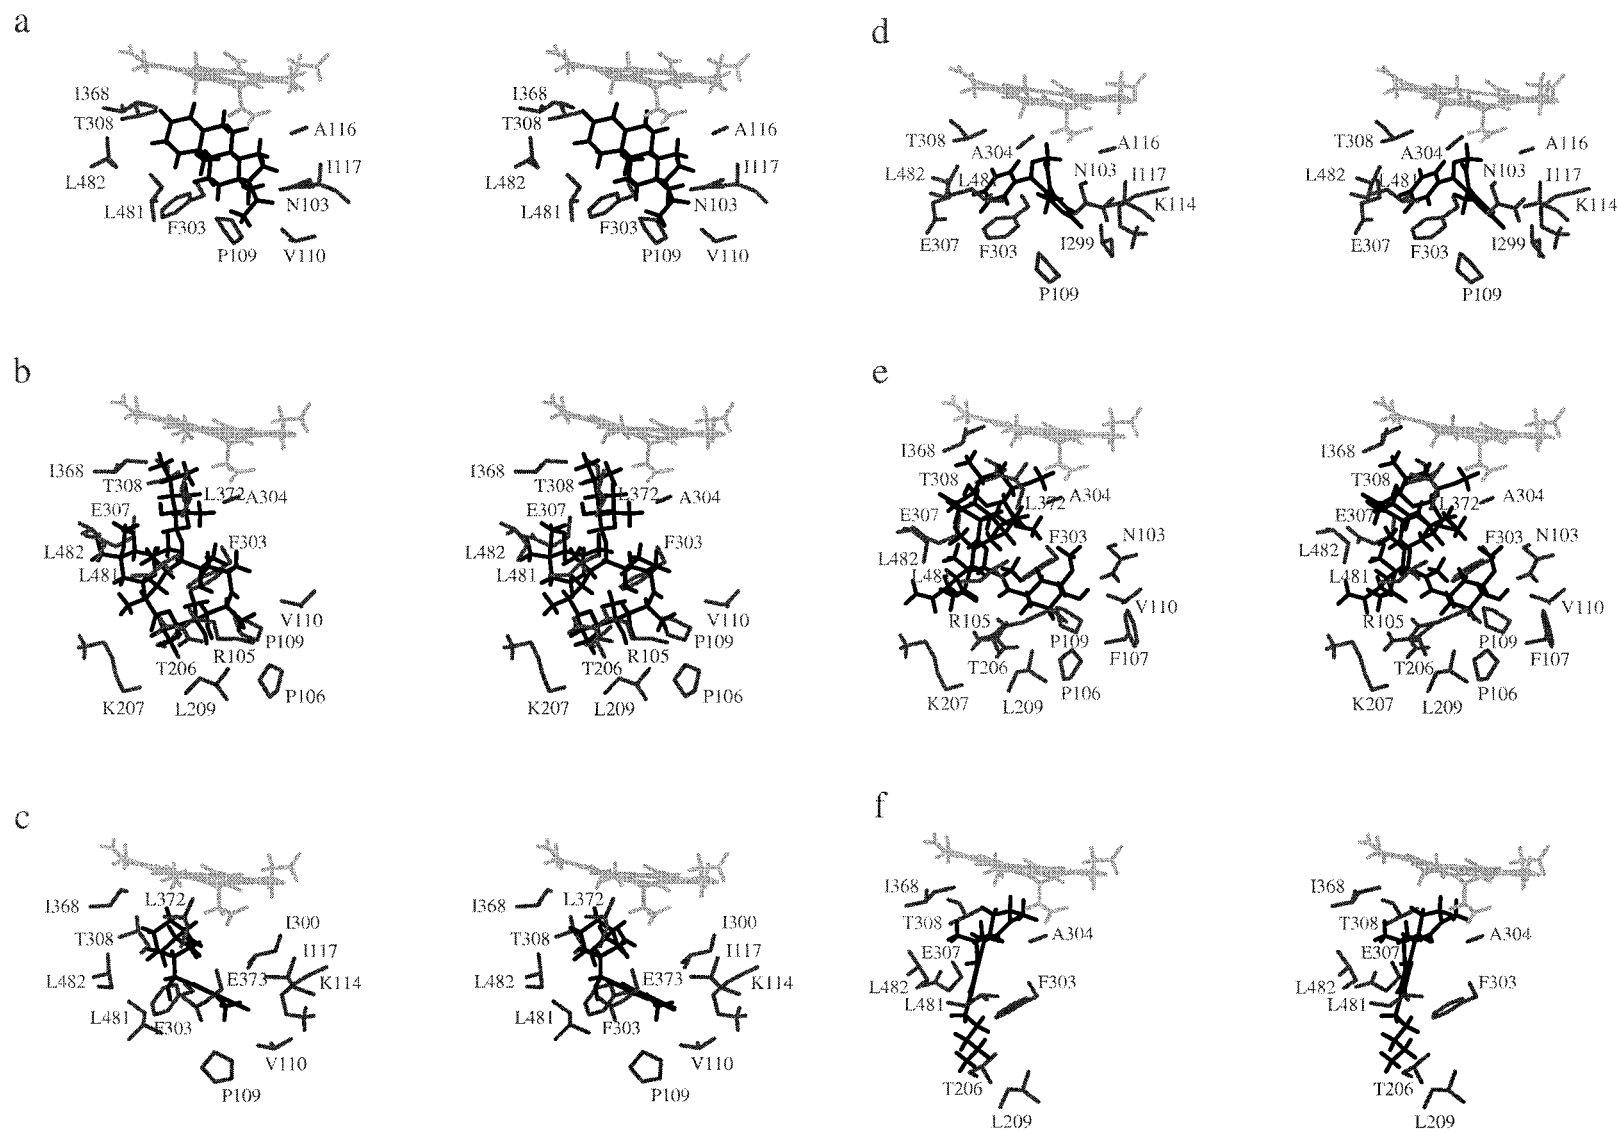 a
I368
T308
A116
L482
I117
L481
N103
F303
P109
V110
I368
T308
A116
L482
I117
L481
N103
F303
P109
V110
b
I368
T308
L372
A304
E307
L482
L481
F303
V110
P109
R105
T206
P106
K207
L209
I368
T308
L372
A304
E307
L482
L481
F303
V110
P109
R105
T206
P106
K207
L209
c
L372
I368
I300
T308
I117
E373
L482
K114
L481
F303
V110
P109
L372
I368
I300
T308
I117
E373
L482
K114
L481
F303
V110
P109
d
T308
A304
A116
N103
L482
L481
I117
K114
E307
F303
I299
P109
T308
A304
A116
N103
L482
L481
I117
K114
E307
F303
I299
P109
e
I368
T308
L372
A304
E307
F303
N103
L482
V110
R105
P109
F107
T206
P106
K207
L209
I368
T308
L372
A304
E307
F303
N103
L482
L481
V110
R105
P109
F107
T206
P106
K207
L209
f
I368
T308
A304
E307
F303
L482
L481
T206
L209
I368
T308
A304
E307
F303
L482
L481
T206
L209